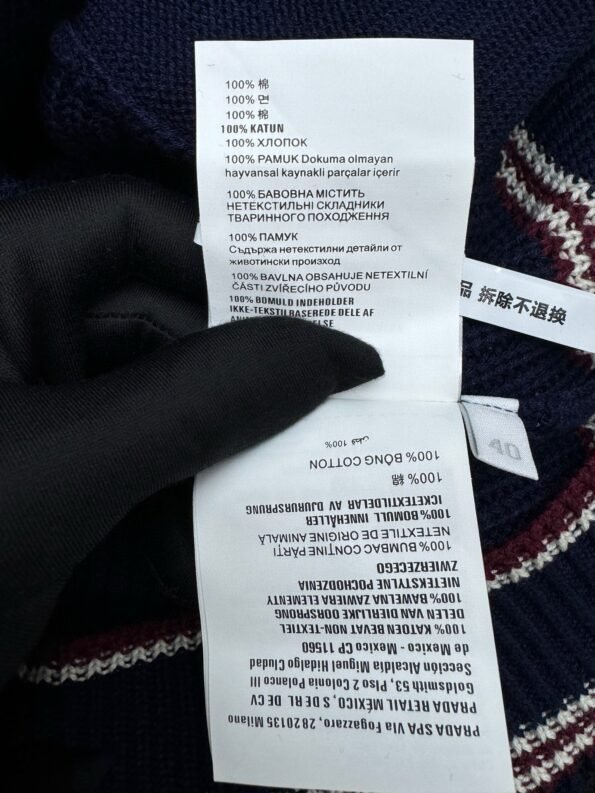 100% 棉
100% 면
100% 棉
100% KATUN
100% ХЛОПОК
100% PAMUK Dokuma olmayan
hayvansal kaynakli parçalar içerir
100% БАВОВНА МІСТИТЬ
НЕТЕКСТИЛЬНІ СКЛАДНИКИ
ТВАРИННОГО ПОХОДЖЕННЯ
100% ПАМУК
Съдържа нетекстилни детайли от
животински произход
100% BAVLNA OBSAHUJE NETEXTILNÍ
ČÁSTI ZVÍŘECÍHO PŮVODU
100% BOMULD INDEHOLDER
IKKE-TEKSTILBASEREDE DELE AF
品 拆除不退换
40
PRADA SPA Via Fogazzaro, 28 20135 Milano
PRADA RETAIL MÉXICO, S DE RL DE CV
Goldsmith 53, PIso 2 Colonia Polanco III
Sección Alcaldía Miguel Hidalgo Ciudad
de Mexico - Mexico CP 11560
100% KATOEN BEVAT NON-TEXTIEL
DELEN VAN DIERLIJKE OORSPRONG
100% BAWELNA ZAWIERA ELEMENTY
NIETEKSTYLNE POCHODZENIA
ZWIERZECEGO
100% BUMBAC CONŢINE PĂRŢI
NETEXTILE DE ORIGINE ANIMALĂ
100% BOMULL INNEHÅLLER
ICKETEXTILDELAR AV DJURURSPRUNG
100% 綿
100% BÔNG COTTON
100% قطن